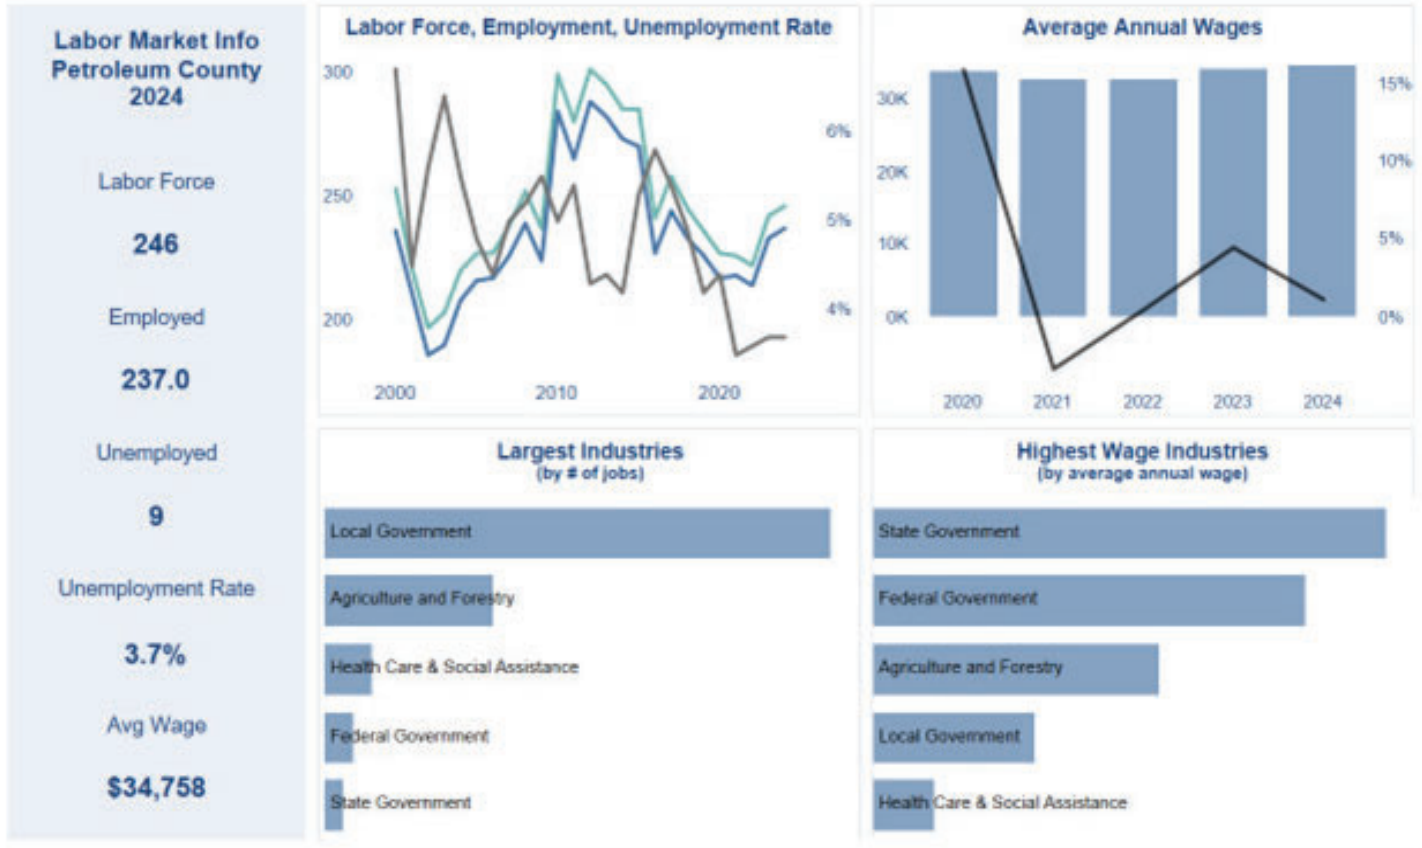 Labor Market Info
Petroleum County
2024
Labor Force
246
Employed
237.0
Unemployed
9
Unemployment Rate
3.7%
Avg Wage
$34,758
Labor Force, Employment, Unemployment Rate
300
250
200
6%
5%
4%
2000 2010 2020
Average Annual Wages
30K
20K
10K
0K
15%
10%
5%
0%
2020 2021 2022 2023 2024
Largest Industries
(by # of jobs)
Local Government
Agriculture and Forestry
Health Care & Social Assistance
Federal Government
State Government
Highest Wage Industries
(by average annual wage)
State Government
Federal Government
Agriculture and Forestry
Local Government
Health Care & Social Assistance